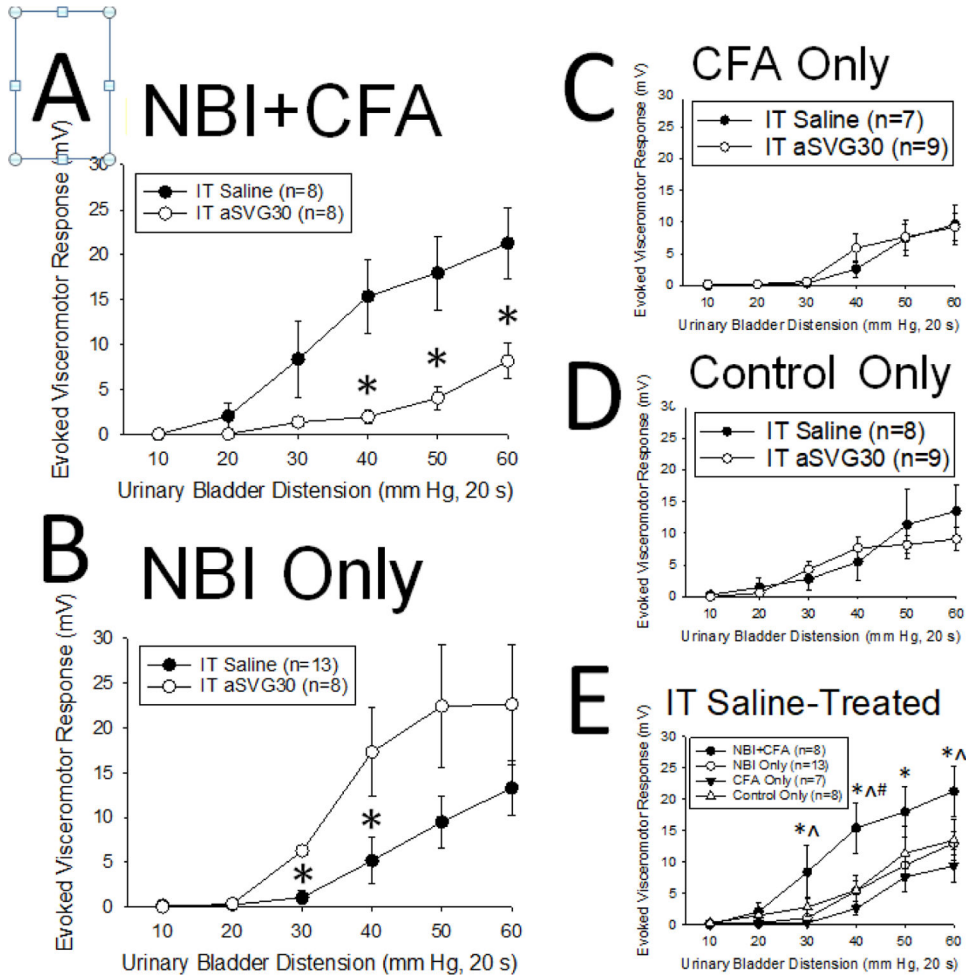 A
NBI+CFA
Evoked Visceromotor Response (mV)
30
25
20
15
10
5
0
IT Saline (n=8)
IT aSVG30 (n=8)
*
*
*
10 20 30 40 50 60
Urinary Bladder Distension (mm Hg, 20 s)
B
NBI Only
Evoked Visceromotor Response (mV)
30
25
20
15
10
5
0
IT Saline (n=13)
IT aSVG30 (n=8)
*
*
10 20 30 40 50 60
Urinary Bladder Distension (mm Hg, 20 s)
C
CFA Only
Evoked Visceromotor Response (mV)
30
25
20
15
10
5
0
IT Saline (n=7)
IT aSVG30 (n=9)
10 20 30 40 50 60
Urinary Bladder Distension (mm Hg, 20 s)
D
Control Only
Evoked Visceromotor Response (mV)
30
25
20
15
10
5
0
IT Saline (n=8)
IT aSVG30 (n=9)
10 20 30 40 50 60
Urinary Bladder Distension (mm Hg, 20 s)
E
IT Saline-Treated
Evoked Visceromotor Response (mV)
30
25
20
15
10
5
0
NBI+CFA (n=8)
NBI Only (n=13)
CFA Only (n=7)
Control Only (n=8)
*^
*^#
*
*^
10 20 30 40 50 60
Urinary Bladder Distension (mm Hg, 20 s)